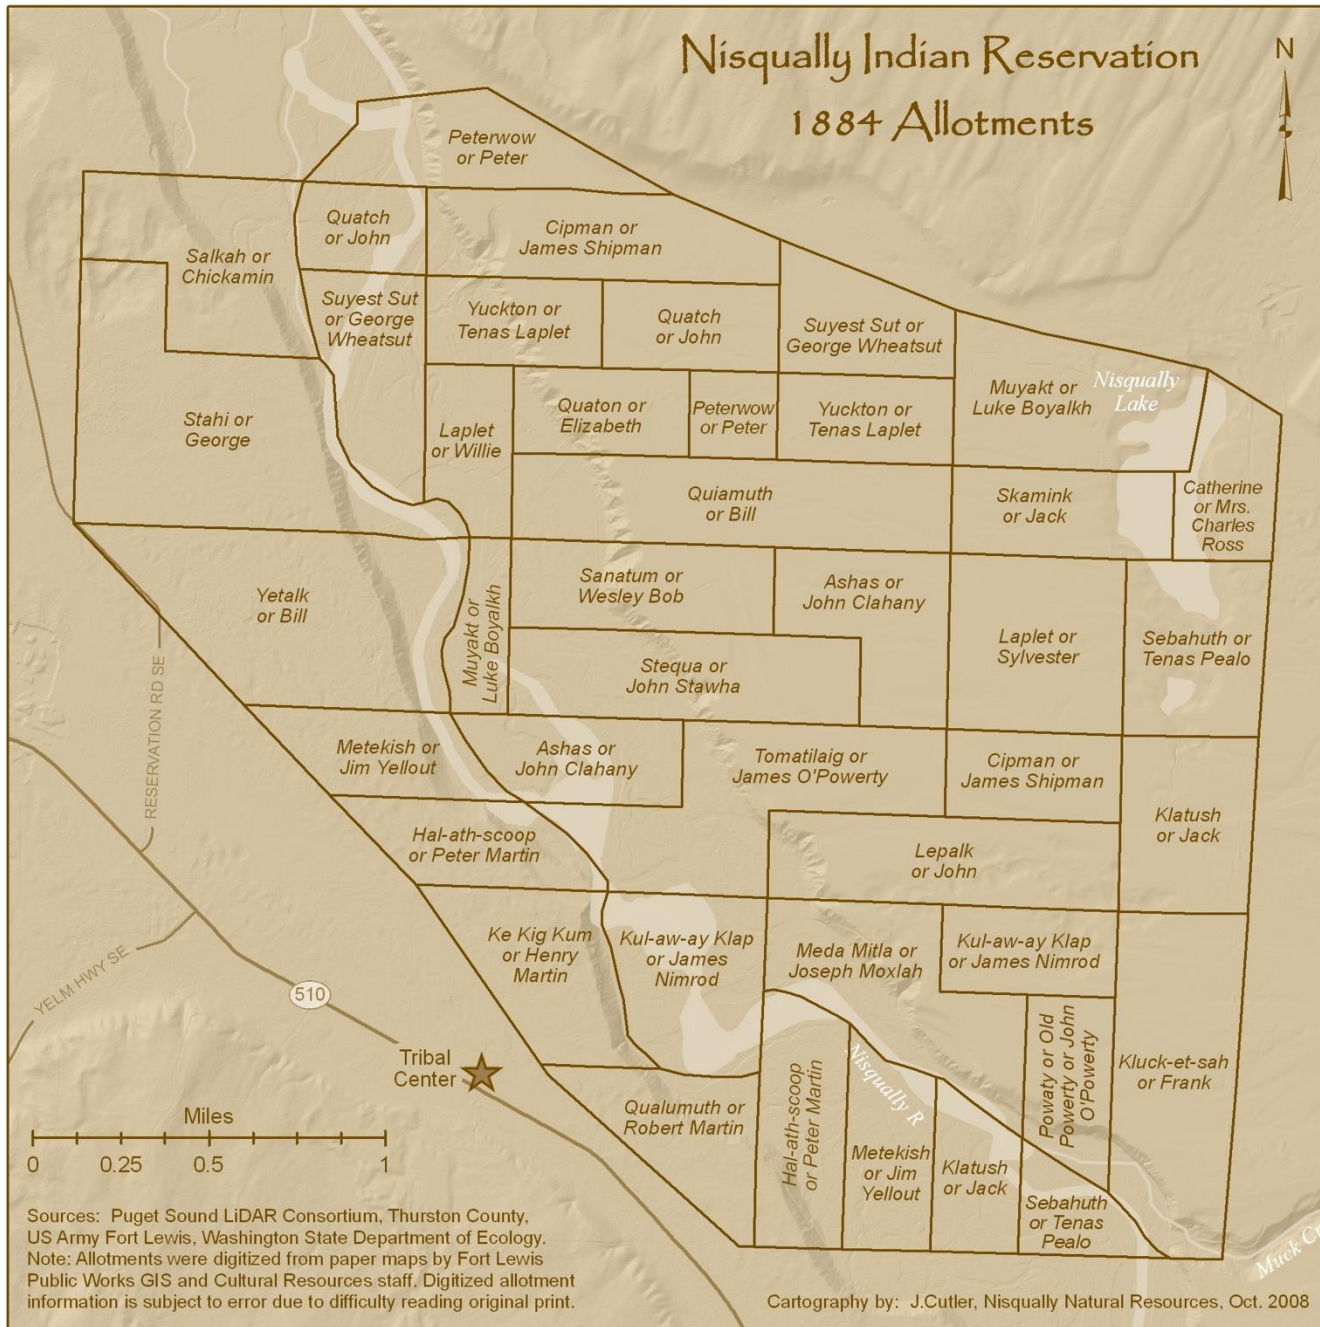 Nisqually Indian Reservation
1884 Allotments
N
Peterwow
or Peter
Quatch
or John
Cipman or
James Shipman
Salkah or
Chickamin
Suyest Sut
or George
Wheatsut
Yuckton or
Tenas Laplet
Quatch
or John
Suyest Sut or
George Wheatsut
Muyakt or
Luke Boyalkh
Nisqually
Lake
Stahi or
George
Laplet
or Willie
Quaton or
Elizabeth
Peterwow
or Peter
Yuckton or
Tenas Laplet
Quiamuth
or Bill
Skamink
or Jack
Catherine
or Mrs.
Charles
Ross
Yetalk
or Bill
Muyakt or
Luke Boyalkh
Sanatum or
Wesley Bob
Ashas or
John Clahany
Stequa or
John Stawha
Laplet or
Sylvester
Sebahuth or
Tenas Pealo
RESERVATION RD SE
Metekish or
Jim Yellout
Ashas or
John Clahany
Tomatilaig or
James O'Powerty
Cipman or
James Shipman
Klatush
or Jack
Hal-ath-scoop
or Peter Martin
Lepalk
or John
Ke Kig Kum
or Henry
Martin
Kul-aw-ay Klap
or James
Nimrod
Meda Mitla or
Joseph Moxlah
Kul-aw-ay Klap
or James Nimrod
YELM HWY SE
510
Tribal
Center
Qualumuth or
Robert Martin
Hal-ath-scoop
or Peter Martin
Nisqually R
Metekish
or Jim
Yellout
Klatush
or Jack
Powaty or Old
Powerty or John
O'Powerty
Sebahuth
or Tenas
Pealo
Kluck-et-sah
or Frank
Muck Cr
Miles
0 0.25 0.5 1
Sources: Puget Sound LiDAR Consortium, Thurston County,
US Army Fort Lewis, Washington State Department of Ecology.
Note: Allotments were digitized from paper maps by Fort Lewis
Public Works GIS and Cultural Resources staff. Digitized allotment
information is subject to error due to difficulty reading original print.
Cartography by: J.Cutler, Nisqually Natural Resources, Oct. 2008